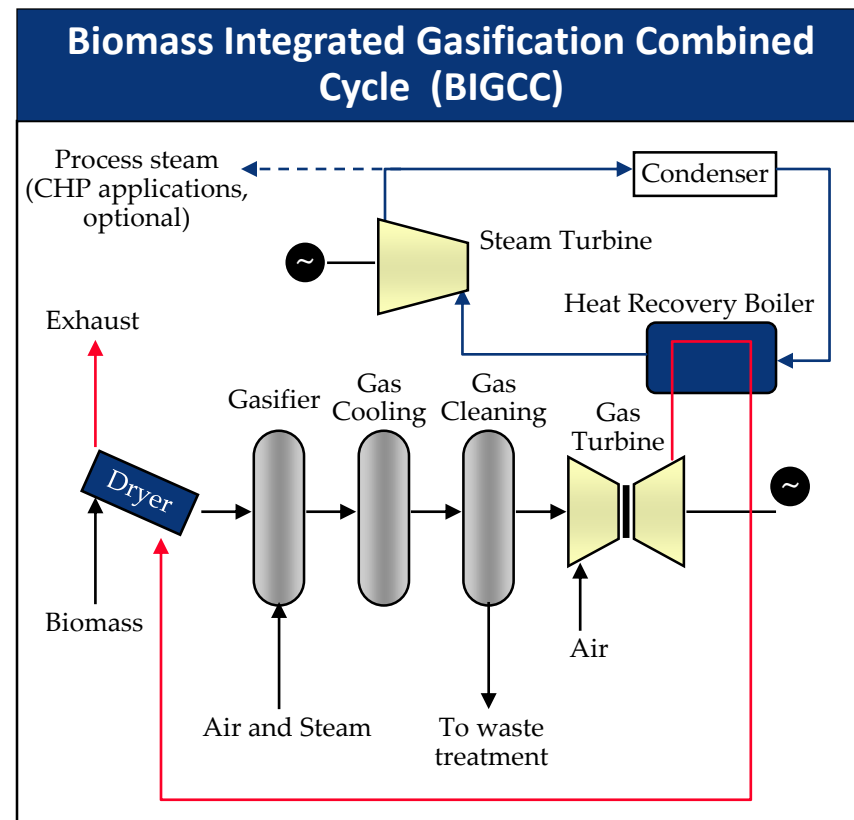 Biomass Integrated Gasification Combined
Cycle (BIGCC)
Process steam
(CHP applications,
optional)
Condenser
~
Steam Turbine
Heat Recovery Boiler
Exhaust
Gasifier
Gas
Cooling
Gas
Cleaning
Gas
Turbine
Dryer
~
Biomass
Air
Air and Steam
To waste
treatment